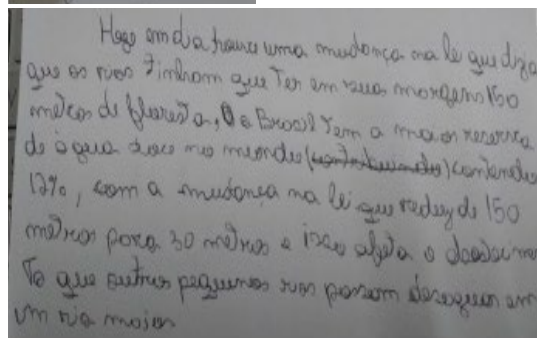 Hoje em dia houve uma mudança na lei que dizia
que os rios tinham que Ter em suas margens 150
metros de floresta, o Brasil Tem a maior reserva
de água doce no mundo () contendo
12%, com a mudança na lei que reduz de 150
metros para 30 metros e isso afeta o
To que outros pequenos rios possam desaguar em
um rio maior